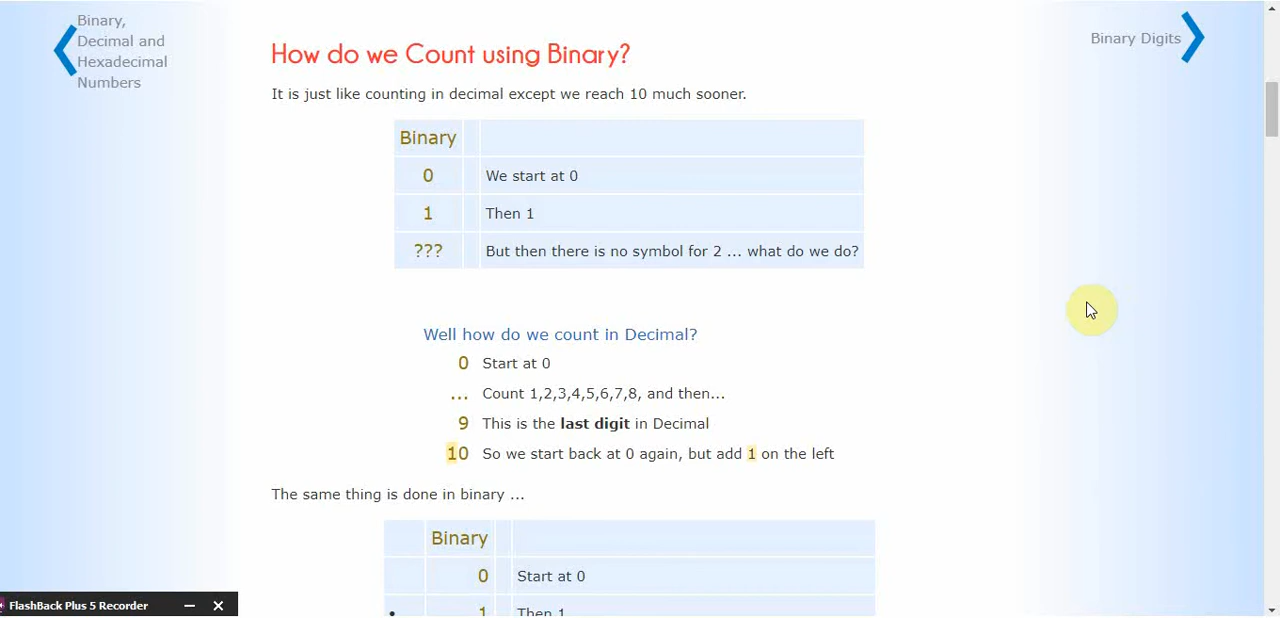 Binary,
Decimal and
Hexadecimal
Numbers
Binary Digits
How do we Count using Binary?
It is just like counting in decimal except we reach 10 much sooner.
Binary
0 We start at 0
1 Then 1
??? But then there is no symbol for 2 ... what do we do?
Well how do we count in Decimal?
0 Start at 0
... Count 1,2,3,4,5,6,7,8, and then...
9 This is the last digit in Decimal
10 So we start back at 0 again, but add 1 on the left
The same thing is done in binary ...
Binary
0 Start at 0
• 1 Then 1
FlashBack Plus 5 Recorder